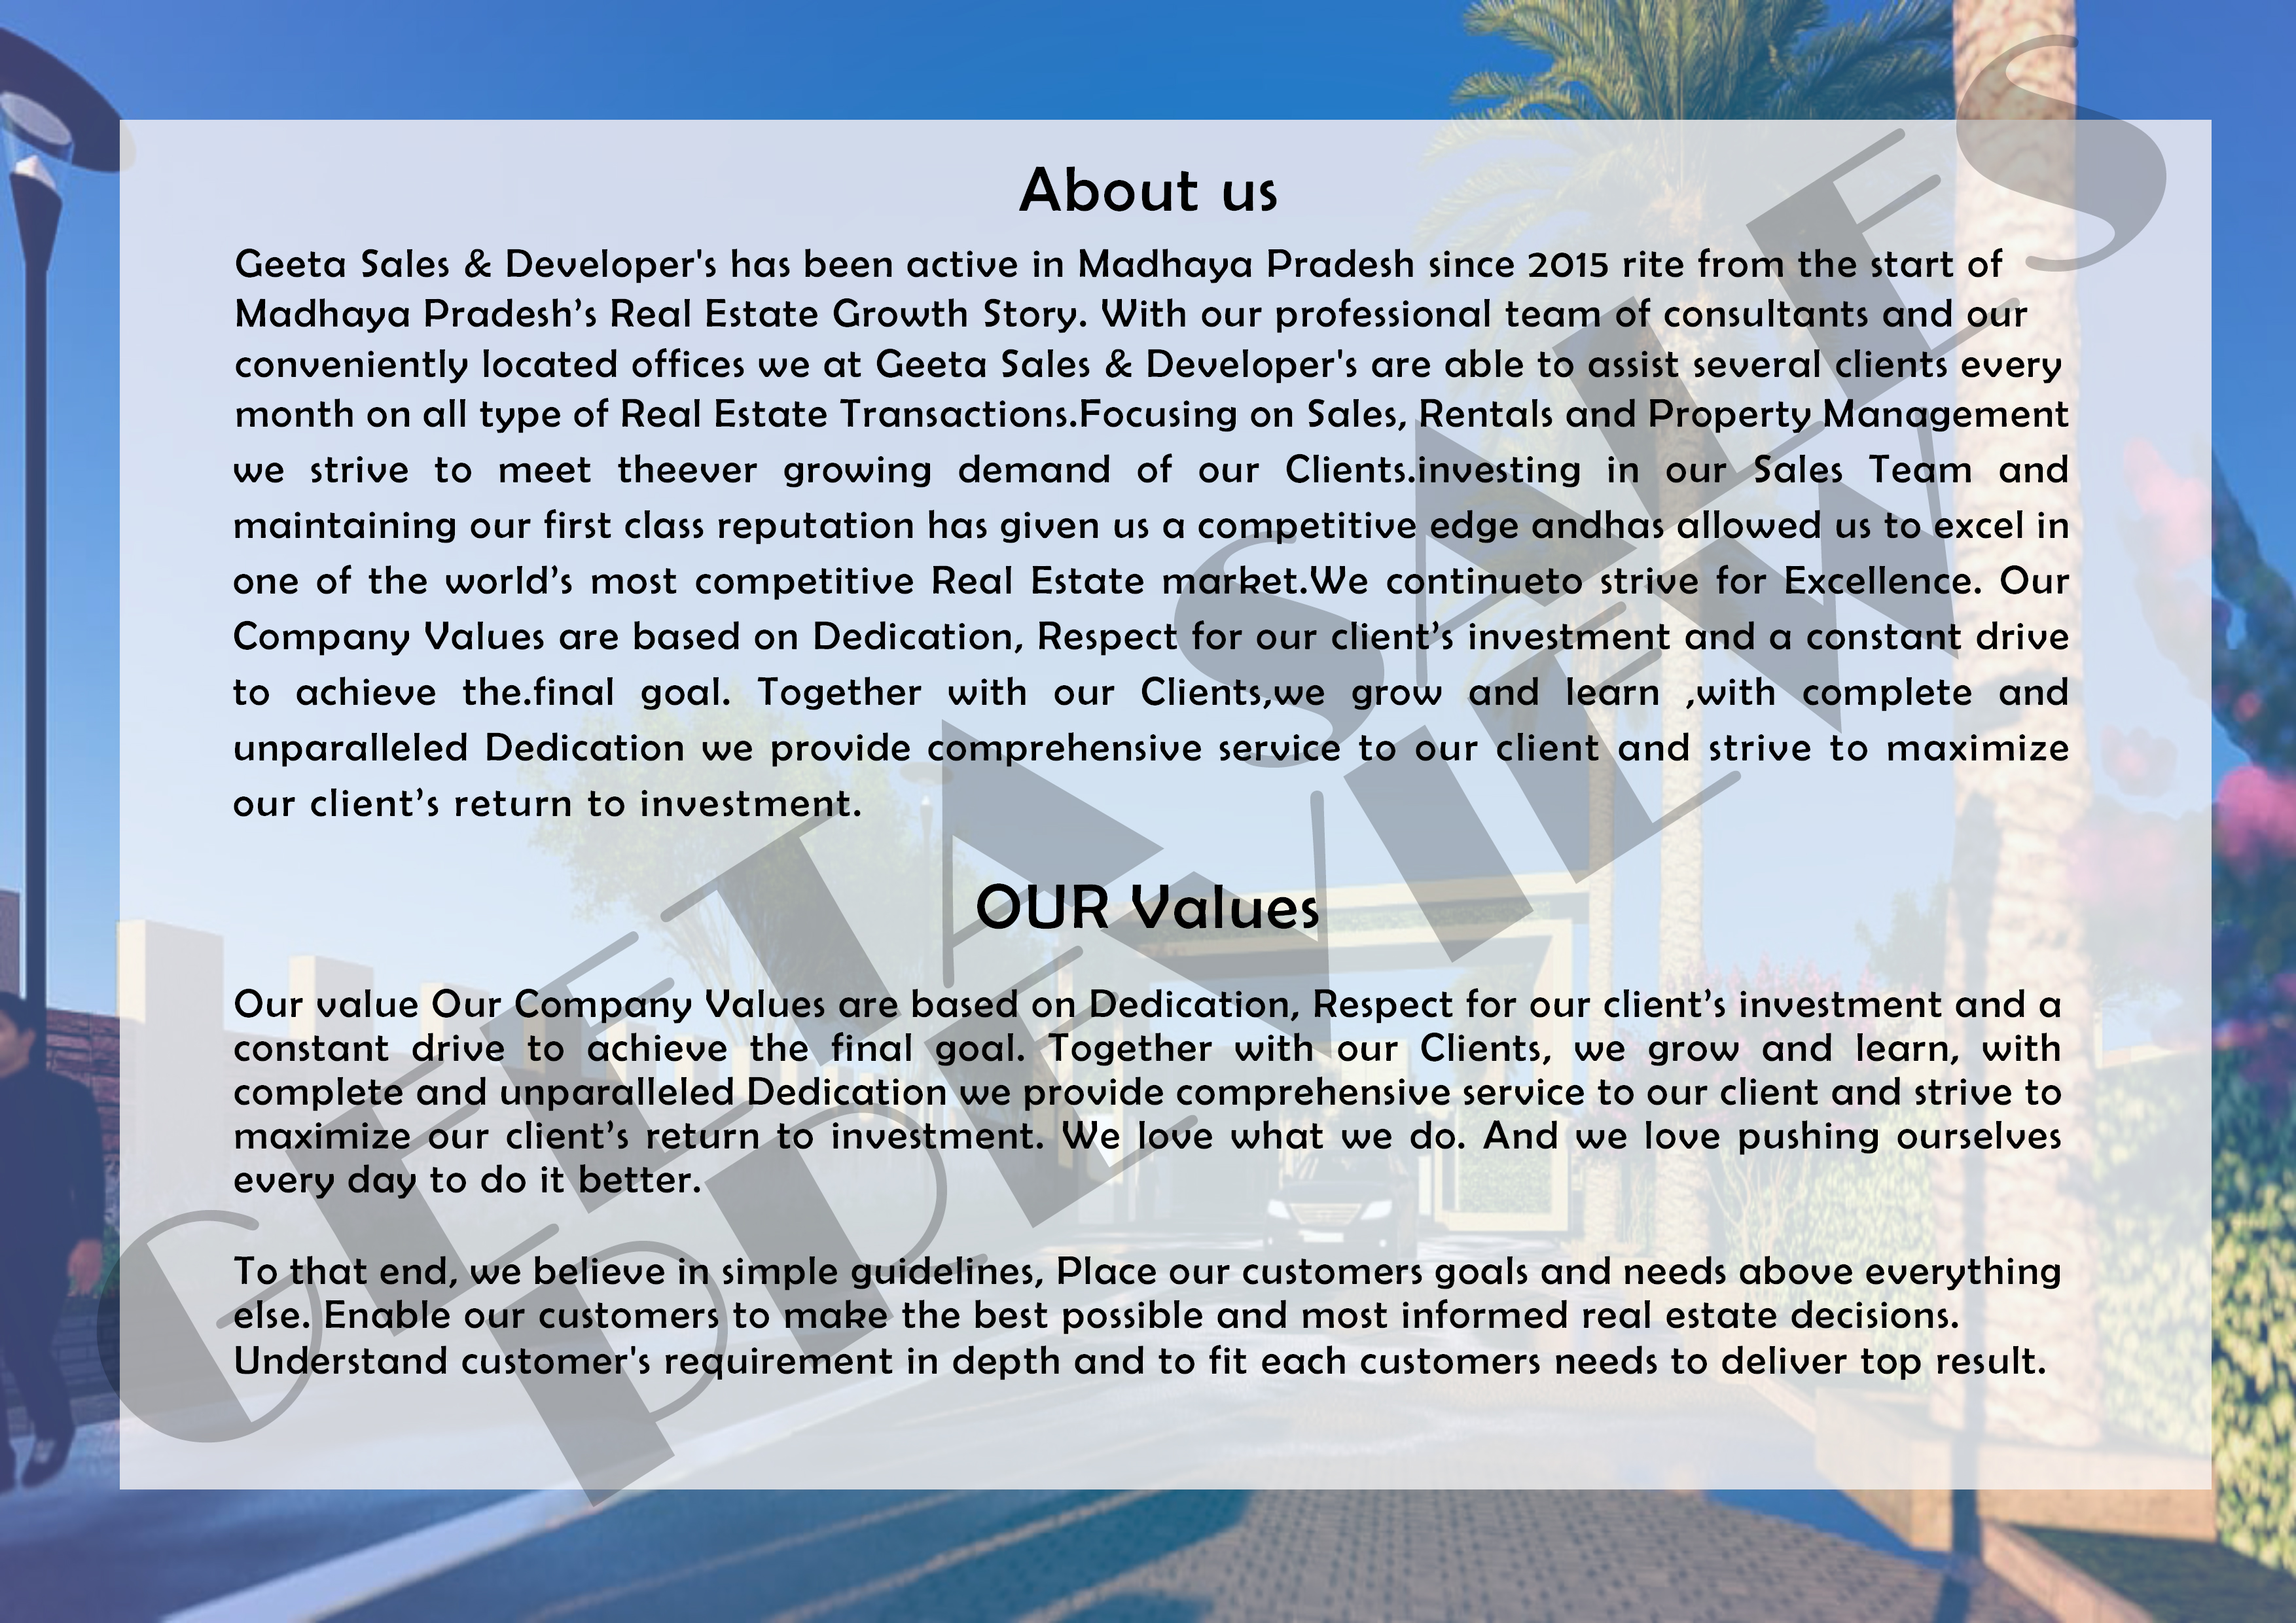 About us
Geeta Sales & Developer's has been active in Madhaya Pradesh since 2015 rite from the start of
Madhaya Pradesh’s Real Estate Growth Story. With our professional team of consultants and our
conveniently located offices we at Geeta Sales & Developer's are able to assist several clients every
month on all type of Real Estate Transactions.Focusing on Sales, Rentals and Property Management
we strive to meet theever growing demand of our Clients.investing in our Sales Team and
maintaining our first class reputation has given us a competitive edge andhas allowed us to excel in
one of the world’s most competitive Real Estate market.We continueto strive for Excellence. Our
Company Values are based on Dedication, Respect for our client’s investment and a constant drive
to achieve the.final goal. Together with our Clients,we grow and learn ,with complete and
unparalleled Dedication we provide comprehensive service to our client and strive to maximize
our client’s return to investment.
OUR Values
Our value Our Company Values are based on Dedication, Respect for our client’s investment and a
constant drive to achieve the final goal. Together with our Clients, we grow and learn, with
complete and unparalleled Dedication we provide comprehensive service to our client and strive to
maximize our client’s return to investment. We love what we do. And we love pushing ourselves
every day to do it better.
To that end, we believe in simple guidelines, Place our customers goals and needs above everything
else. Enable our customers to make the best possible and most informed real estate decisions.
Understand customer's requirement in depth and to fit each customers needs to deliver top result.
GEETA SALES
PREVIEW